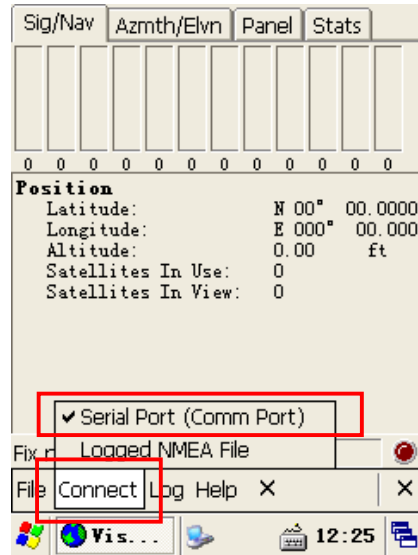 Sig/Nav Azmth/Elvn Panel Stats
0 0 0 0 0 0 0 0 0 0 0 0
Position
Latitude: N 00° 00.0000
Longitude: E 000° 00.000
Altitude: 0.00 ft
Satellites In Use: 0
Satellites In View: 0
✔ Serial Port (Comm Port)
Logged NMEA File
Fix
File Connect Log Help × ×
Vis... 12:25